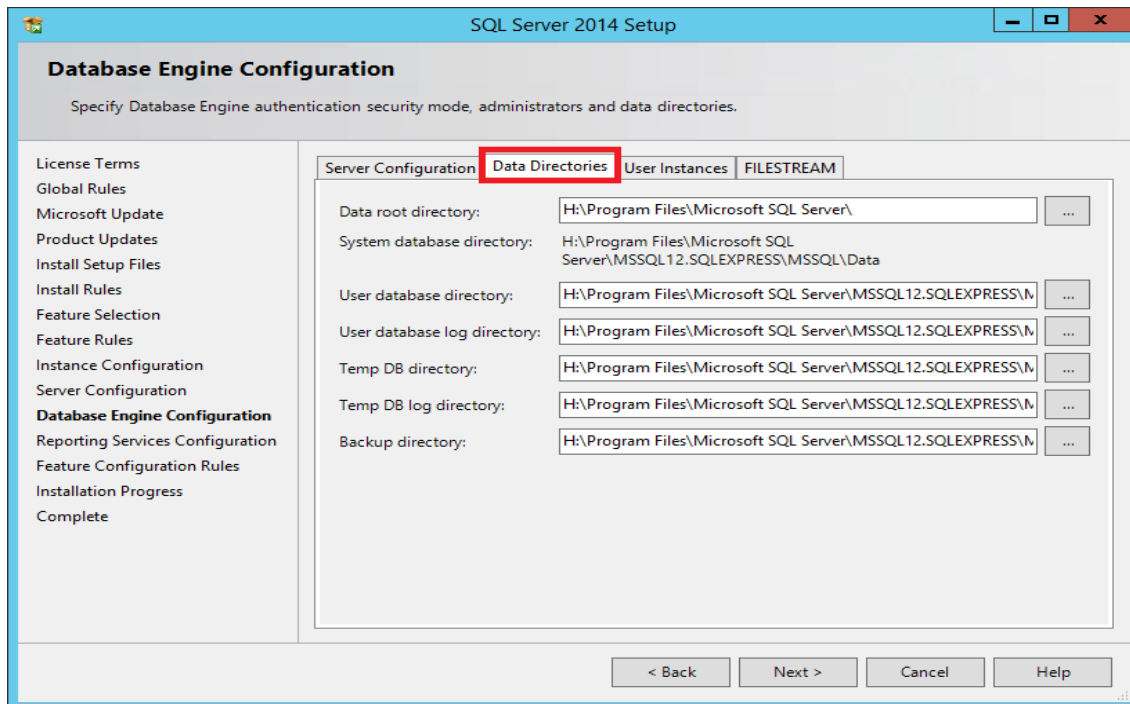 SQL Server 2014 Setup
Database Engine Configuration
Specify Database Engine authentication security mode, administrators and data directories.
License Terms
Global Rules
Microsoft Update
Product Updates
Install Setup Files
Install Rules
Feature Selection
Feature Rules
Instance Configuration
Server Configuration
Database Engine Configuration
Reporting Services Configuration
Feature Configuration Rules
Installation Progress
Complete
Server Configuration Data Directories User Instances FILESTREAM
Data root directory: H:\Program Files\Microsoft SQL Server\ ...
System database directory: H:\Program Files\Microsoft SQL
Server\MSSQL12.SQLEXPRESS\MSSQL\Data
User database directory: H:\Program Files\Microsoft SQL Server\MSSQL12.SQLEXPRESS\M ...
User database log directory: H:\Program Files\Microsoft SQL Server\MSSQL12.SQLEXPRESS\M ...
Temp DB directory: H:\Program Files\Microsoft SQL Server\MSSQL12.SQLEXPRESS\M ...
Temp DB log directory: H:\Program Files\Microsoft SQL Server\MSSQL12.SQLEXPRESS\M ...
Backup directory: H:\Program Files\Microsoft SQL Server\MSSQL12.SQLEXPRESS\M ...
< Back Next > Cancel Help